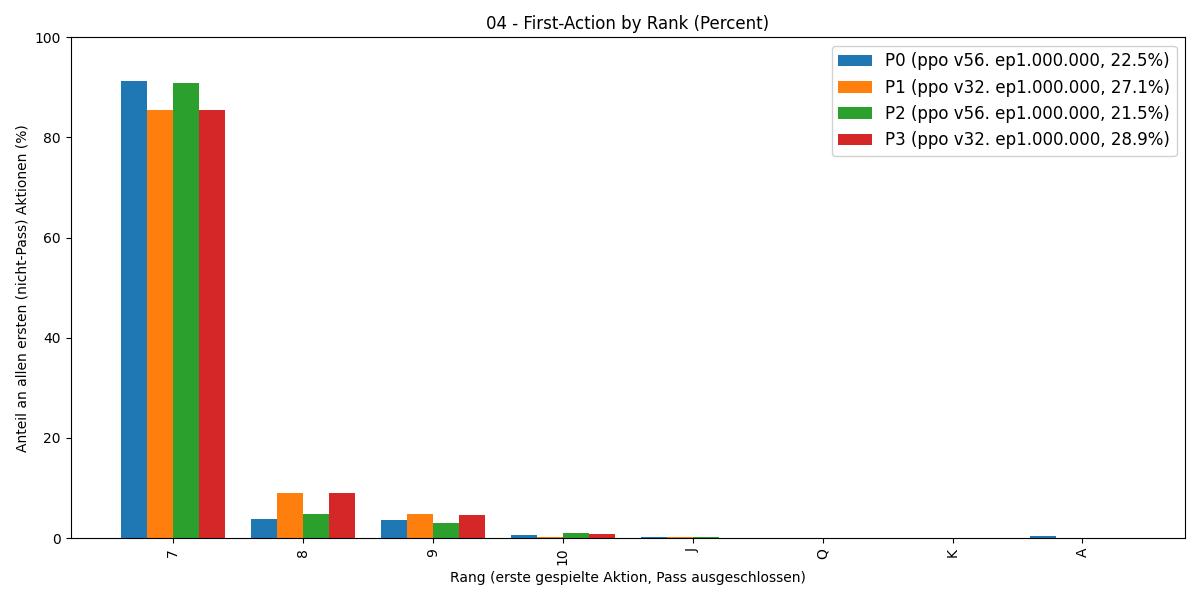 04 - First-Action by Rank (Percent)
P0 (ppo v56. ep1.000.000, 22.5%)
P1 (ppo v32. ep1.000.000, 27.1%)
P2 (ppo v56. ep1.000.000, 21.5%)
P3 (ppo v32. ep1.000.000, 28.9%)
Anteil an allen ersten (nicht-Pass) Aktionen (%)
100
80
60
40
20
0
7
8
9
10
J
Q
K
A
Rang (erste gespielte Aktion, Pass ausgeschlossen)